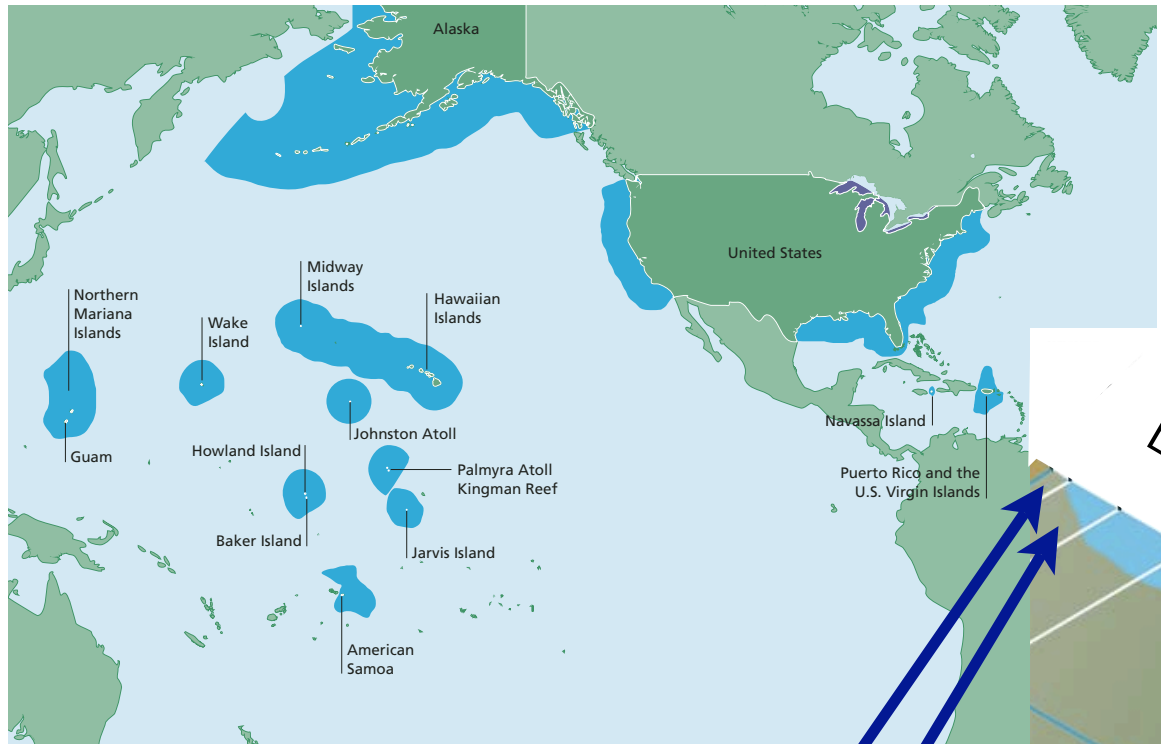 Alaska
United States
Midway
Islands
Hawaiian
Islands
Northern
Mariana
Islands
Wake
Island
Guam
Johnston Atoll
Howland Island
Palmyra Atoll
Kingman Reef
Baker Island
Jarvis Island
American
Samoa
Navassa Island
Puerto Rico and the
U.S. Virgin Islands